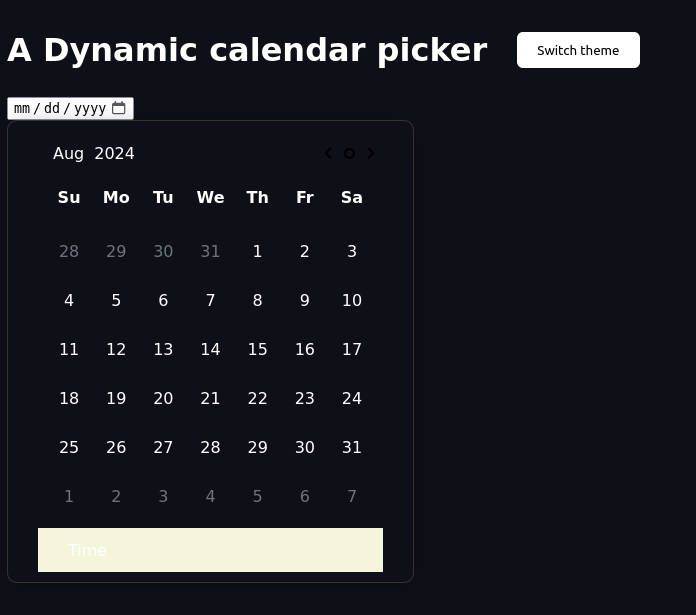 A Dynamic calendar picker
Switch theme
mm/dd/yyyy
Aug 2024
Su Mo Tu We Th Fr Sa
28 29 30 31 1 2 3
4 5 6 7 8 9 10
11 12 13 14 15 16 17
18 19 20 21 22 23 24
25 26 27 28 29 30 31
1 2 3 4 5 6 7
Time